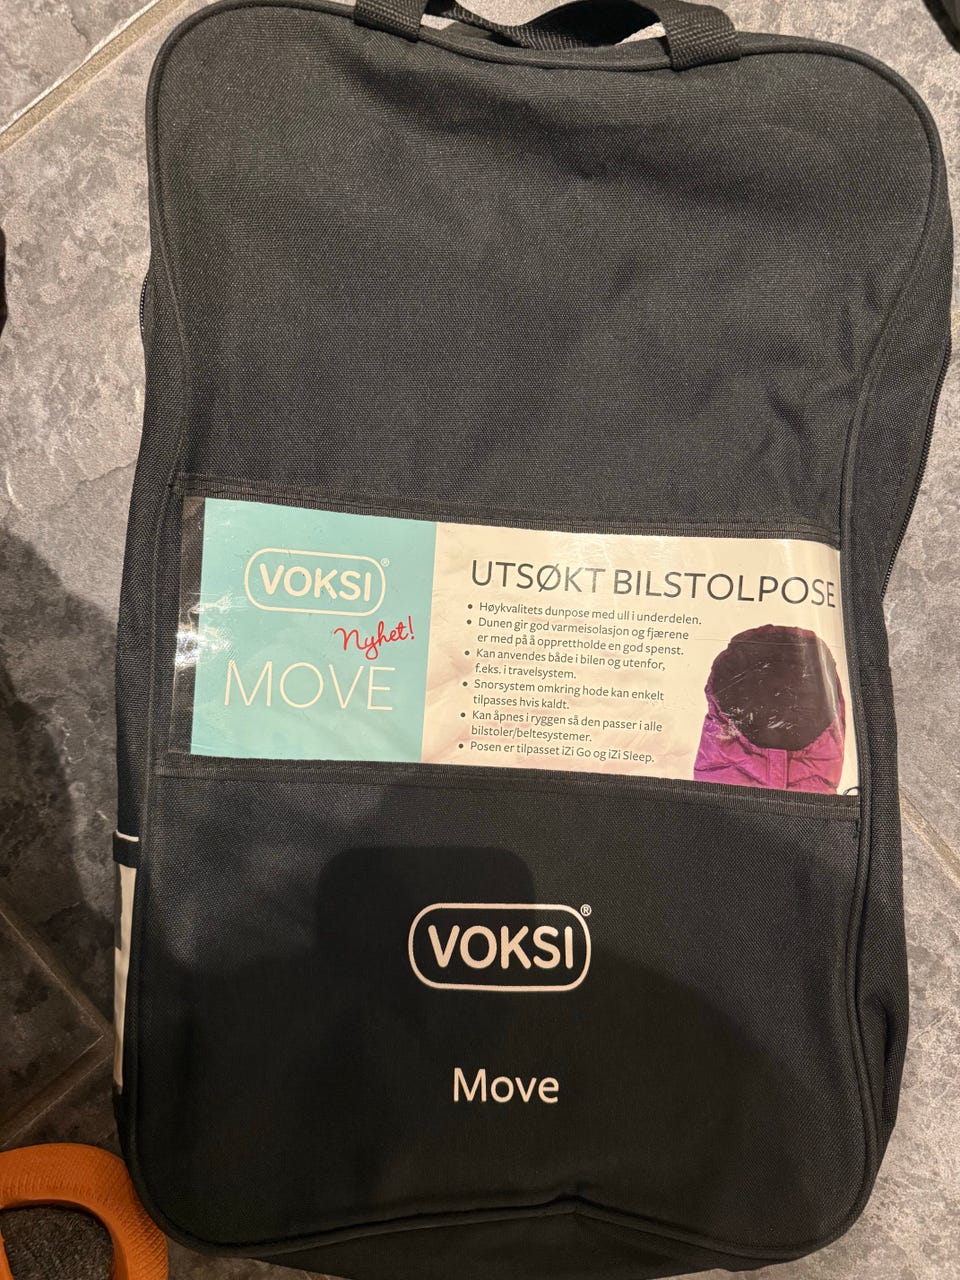 VOKSI®
Nyhet!
MOVE
UTSØKT BILSTOLPOSE
• Høykvalitets dunpose med ull i underdelen.
• Dunen gir god varmeisolasjon og fjærene
er med på å opprettholde en god spenst.
• Kan anvendes både i bilen og utenfor,
f.eks. i travelsystem.
• Snorsystem omkring hode kan enkelt
tilpasses hvis kaldt.
• Kan åpnes i ryggen så den passer i alle
bilstoler/beltesystemer.
• Posen er tilpasset iZi Go og iZi Sleep.
VOKSI®
Move